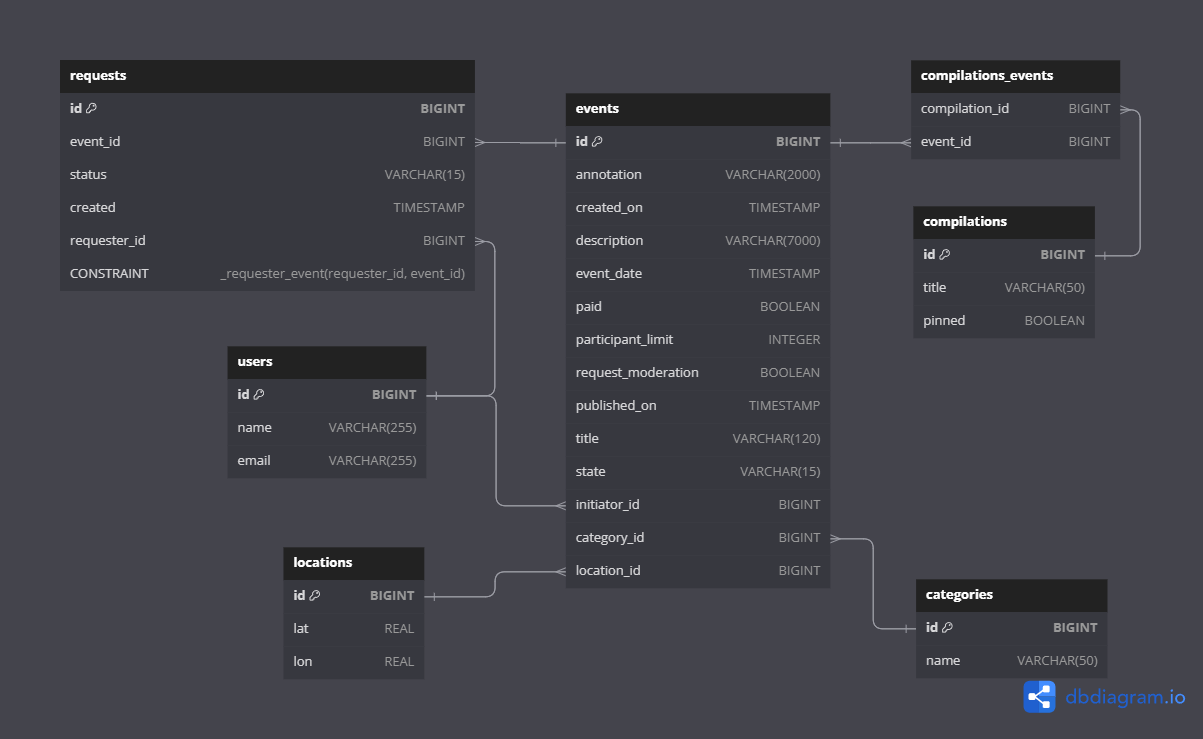 requests
id BIGINT
event_id BIGINT
status VARCHAR(15)
created TIMESTAMP
requester_id BIGINT
CONSTRAINT _requester_event(requester_id, event_id)
users
id BIGINT
name VARCHAR(255)
email VARCHAR(255)
locations
id BIGINT
lat REAL
lon REAL
events
id BIGINT
annotation VARCHAR(2000)
created_on TIMESTAMP
description VARCHAR(7000)
event_date TIMESTAMP
paid BOOLEAN
participant_limit INTEGER
request_moderation BOOLEAN
published_on TIMESTAMP
title VARCHAR(120)
state VARCHAR(15)
initiator_id BIGINT
category_id BIGINT
location_id BIGINT
compilations_events
compilation_id BIGINT
event_id BIGINT
compilations
id BIGINT
title VARCHAR(50)
pinned BOOLEAN
categories
id BIGINT
name VARCHAR(50)
dbdiagram.io